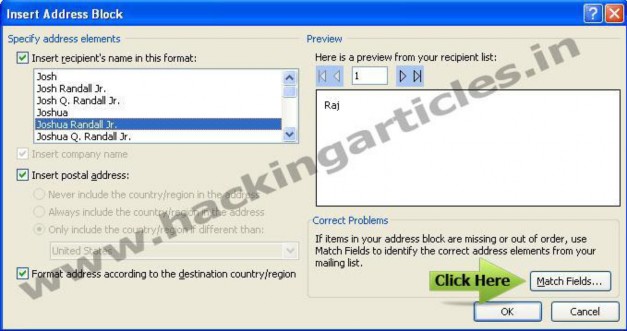 Insert Address Block
Specify address elements
Insert recipient's name in this format:
Josh
Josh Randall Jr.
Josh Q. Randall Jr.
Joshua
Joshua Randall Jr.
Joshua Q. Randall Jr.
Insert company name
Insert postal address:
Never include the country/region in the address
Always include the country/region in the address
Only include the country/region if different than:
United States
Format address according to the destination country/region
Preview
Here is a preview from your recipient list:
1
Raj
Correct Problems
If items in your address block are missing or out of order, use
Match Fields to identify the correct address elements from your
mailing list.
Click Here
Match Fields...
OK
Cancel
www.hackingarticles.in